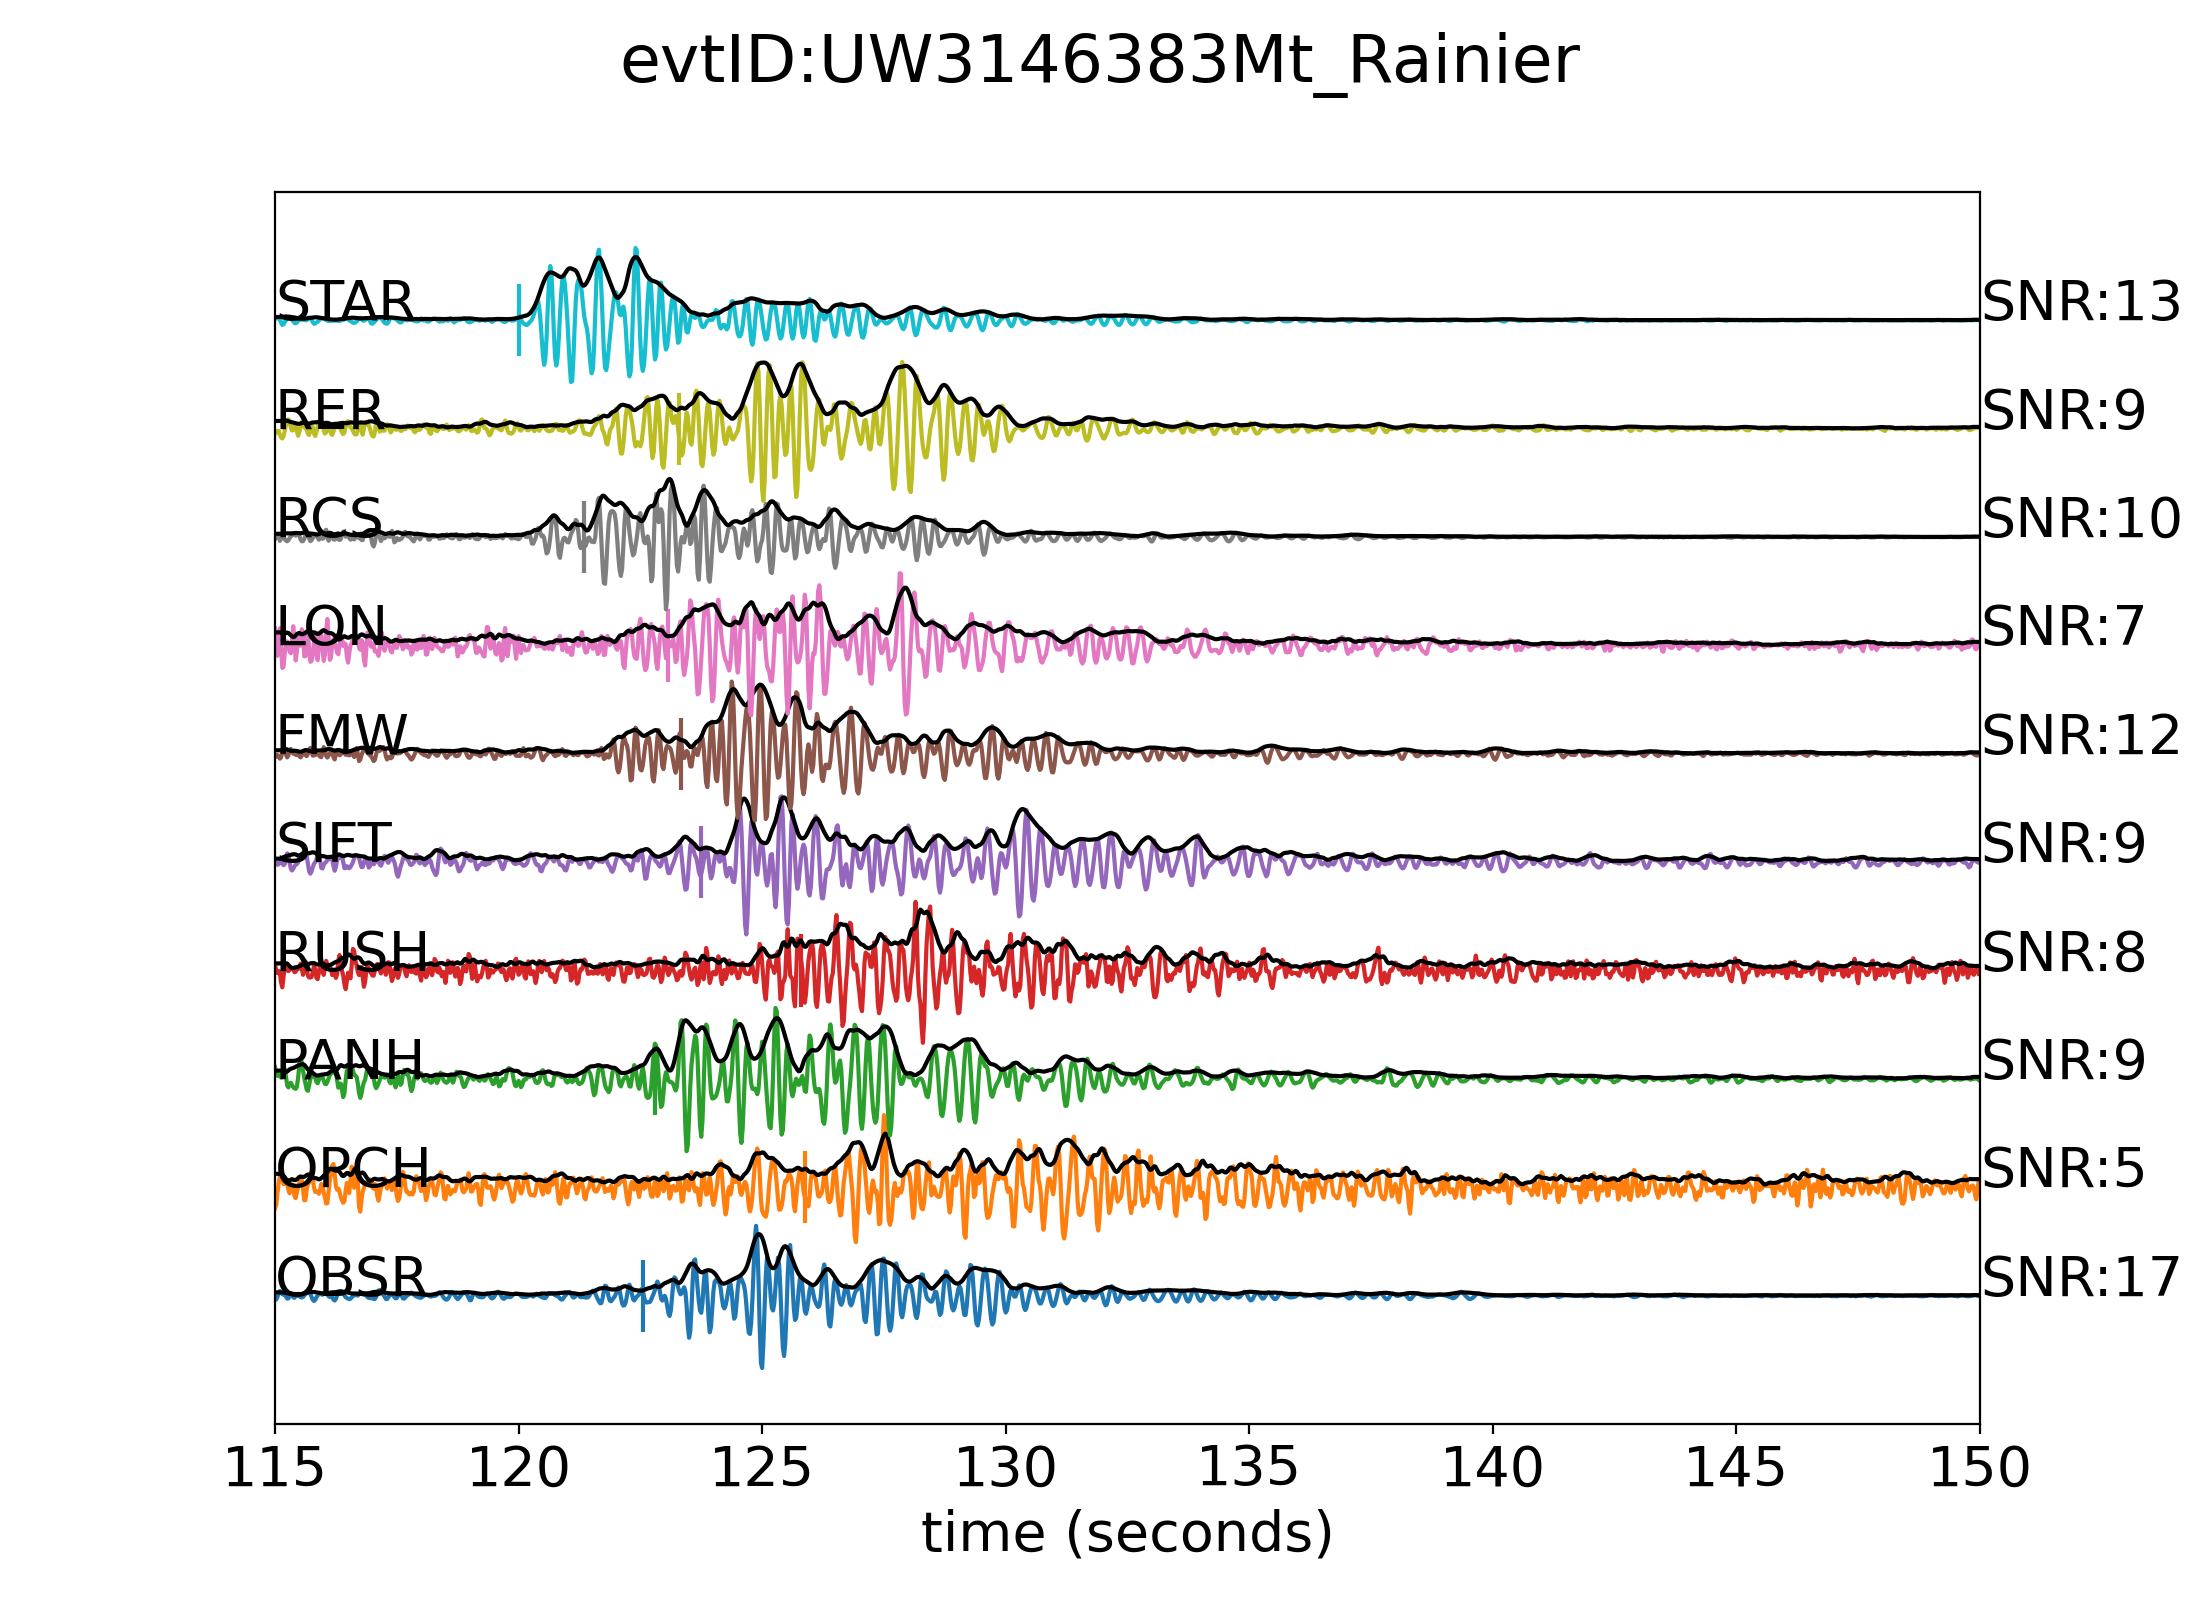 evtID:UW3146383Mt_Rainier
STAR SNR:13
RER SNR:9
RCS SNR:10
LON SNR:7
FMW SNR:12
SIFT SNR:9
RUSH SNR:8
PANH SNR:9
OPCH SNR:5
OBSR SNR:17
115 120 125 130 135 140 145 150
time (seconds)